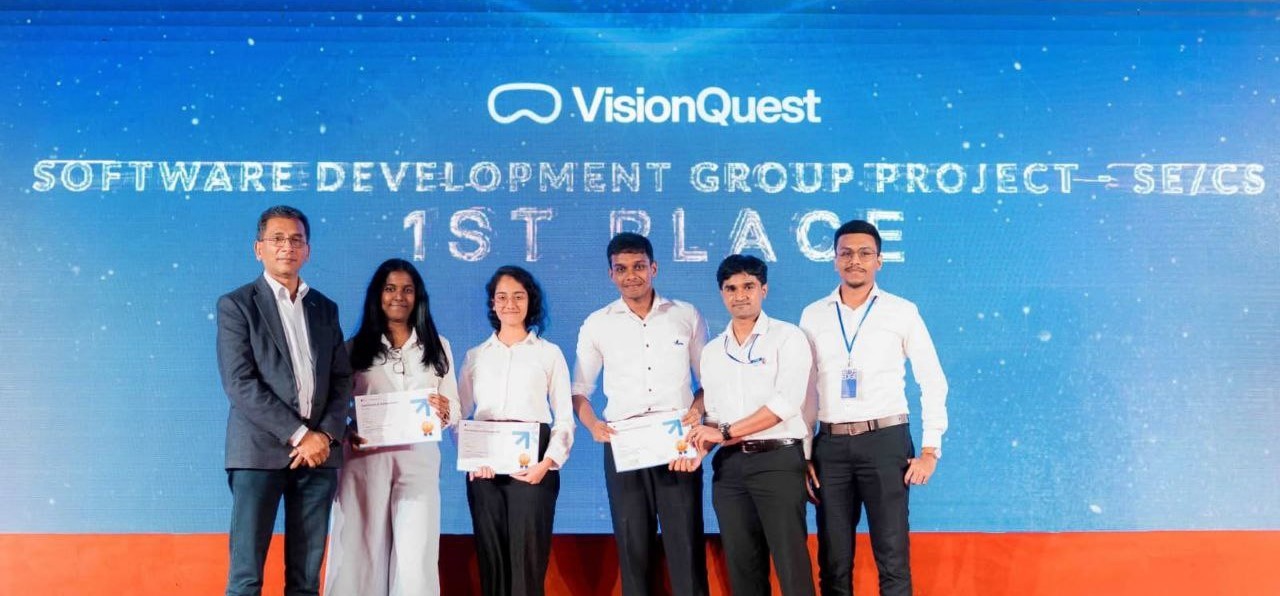 VisionQuest
SOFTWARE DEVELOPMENT GROUP PROJECT - SE/CS
1ST PLACE